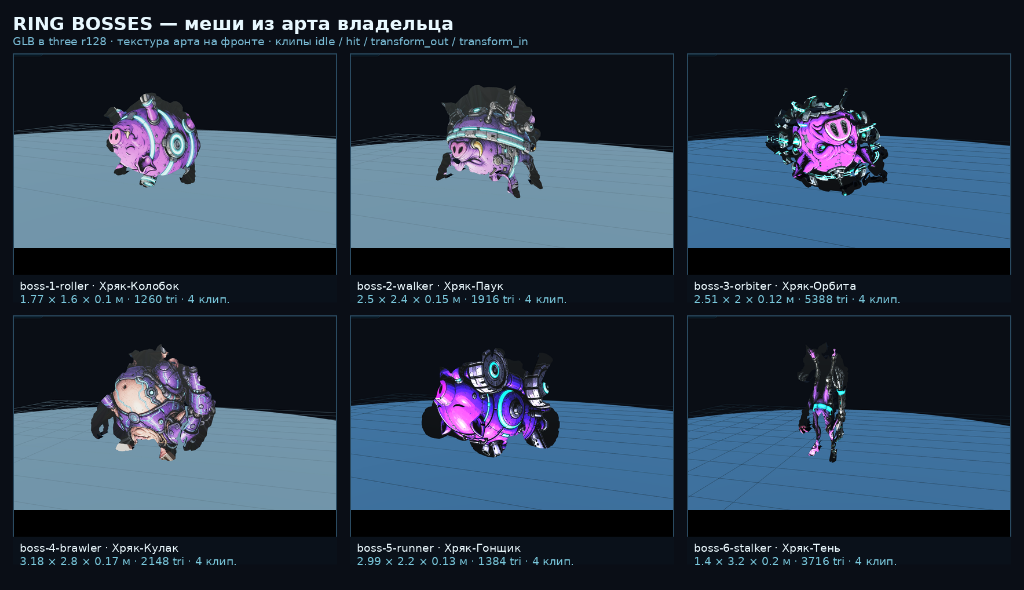 RING BOSSES — меши из арта владельца
GLB в three r128 · текстура арта на фронте · клипы idle / hit / transform_out / transform_in
boss-1-roller · Хряк-Колобок
1.77 × 1.6 × 0.1 м · 1260 tri · 4 клип.
boss-2-walker · Хряк-Паук
2.5 × 2.4 × 0.15 м · 1916 tri · 4 клип.
boss-3-orbiter · Хряк-Орбита
2.51 × 2 × 0.12 м · 5388 tri · 4 клип.
boss-4-brawler · Хряк-Кулак
3.18 × 2.8 × 0.17 м · 2148 tri · 4 клип.
boss-5-runner · Хряк-Гонщик
2.99 × 2.2 × 0.13 м · 1384 tri · 4 клип.
boss-6-stalker · Хряк-Тень
1.4 × 3.2 × 0.2 м · 3716 tri · 4 клип.